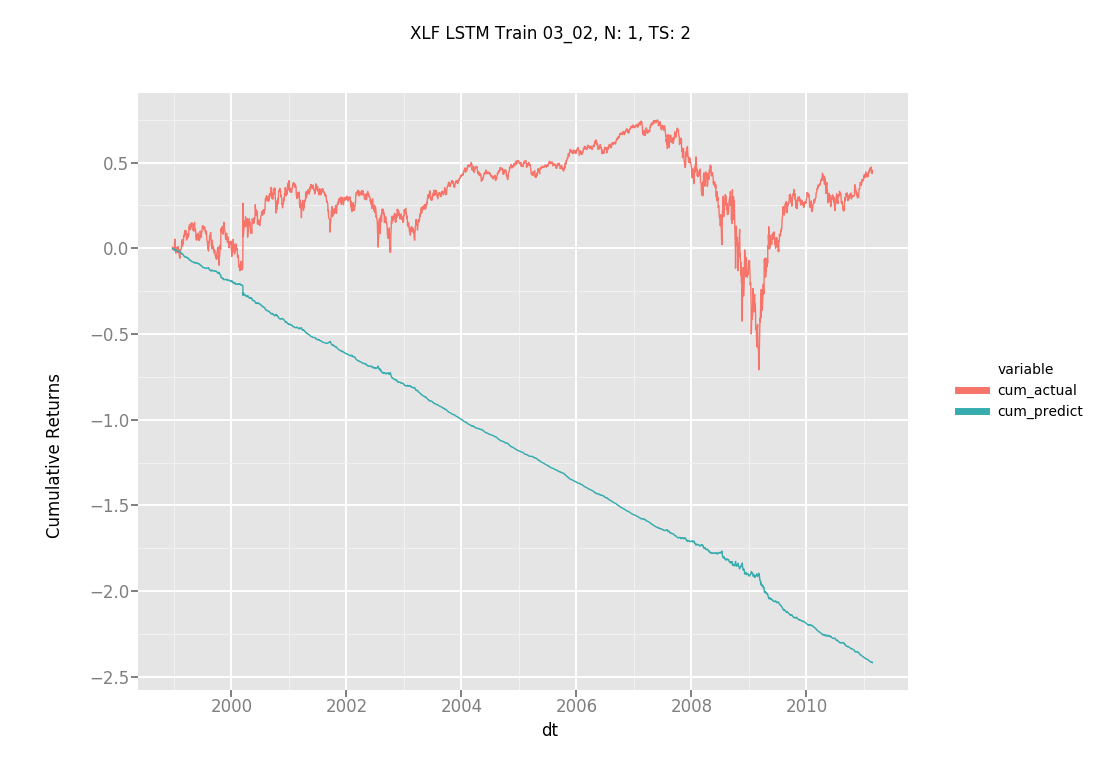 XLF LSTM Train 03_02, N: 1, TS: 2
0.5
0.0
−0.5
−1.0
−1.5
−2.0
−2.5
Cumulative Returns
2000 2002 2004 2006 2008 2010
dt
variable
cum_actual
cum_predict